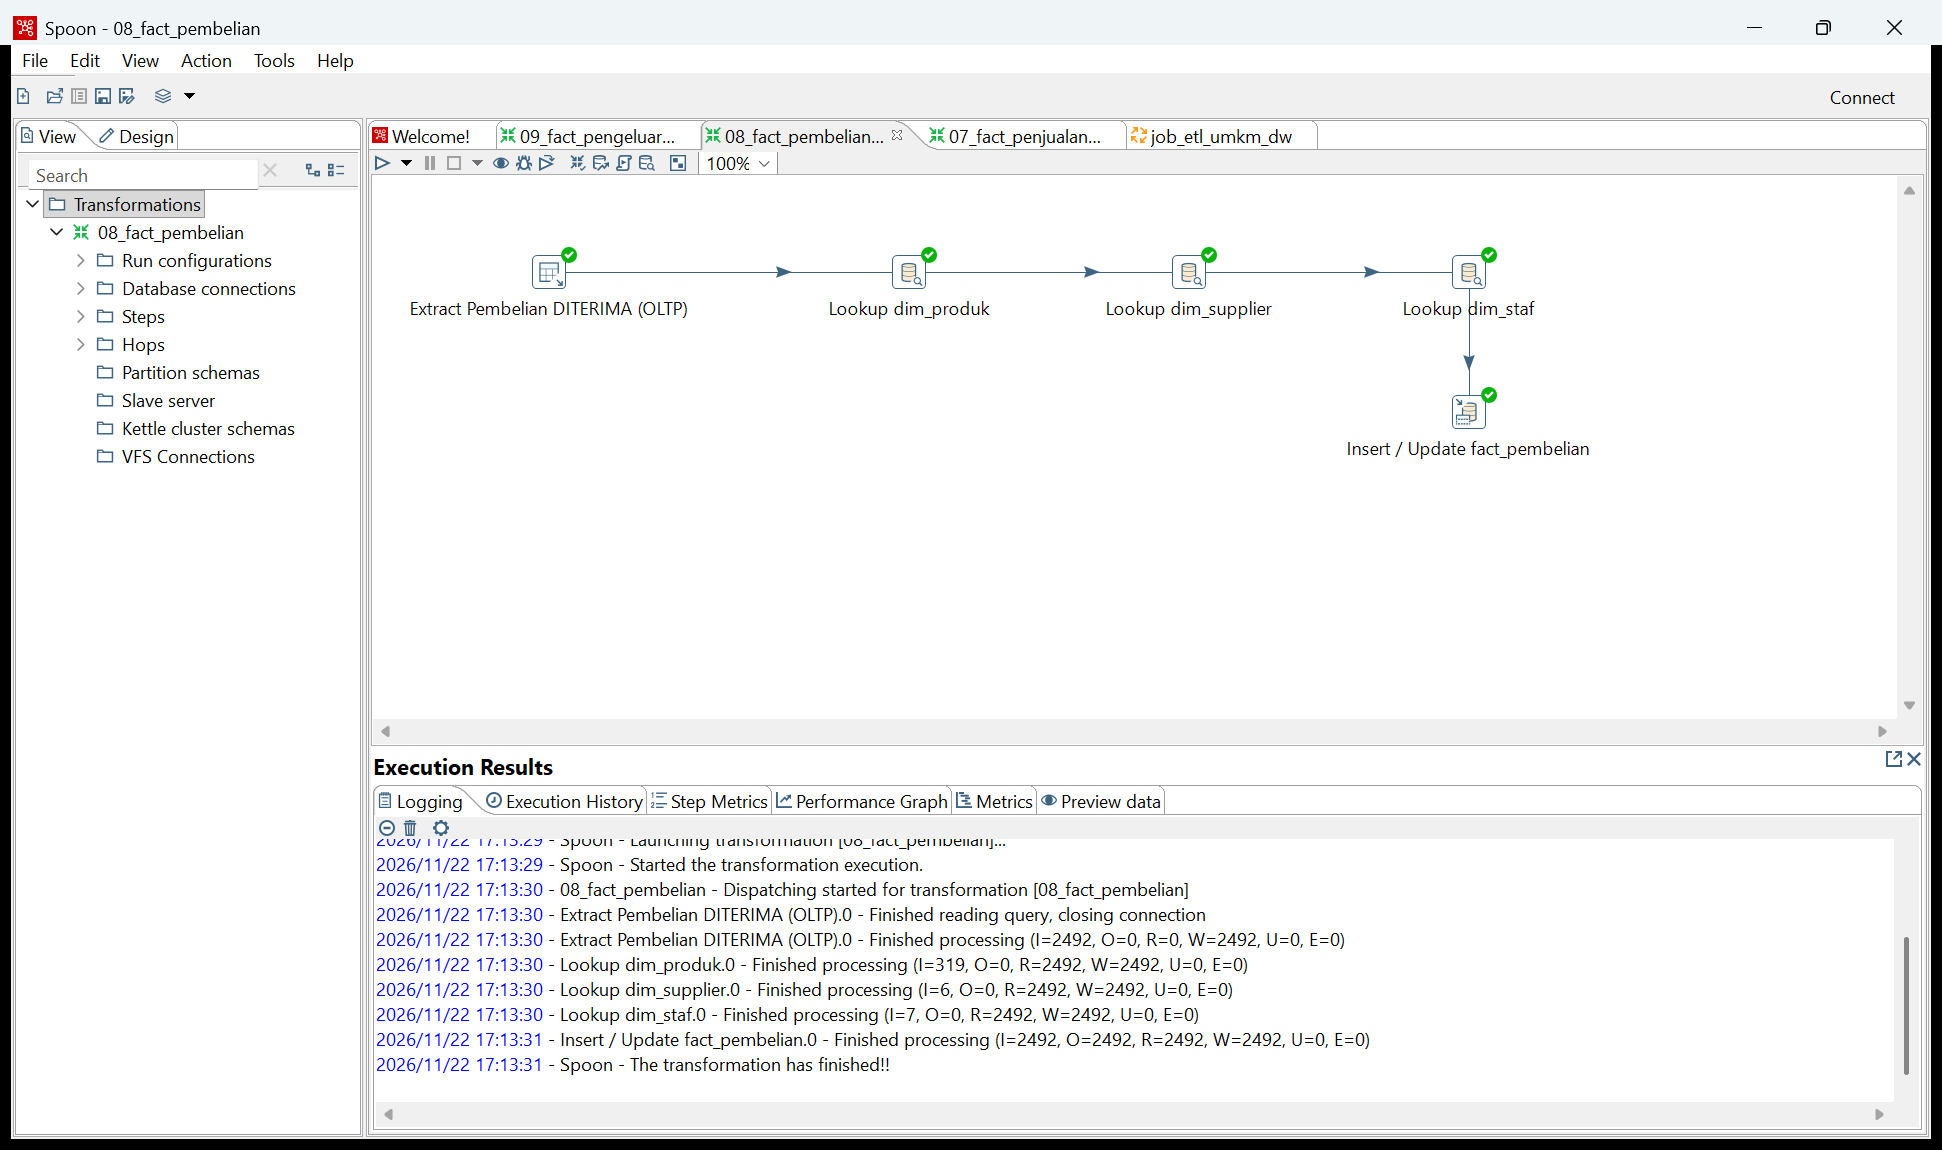 Spoon - 08_fact_pembelian
File Edit View Action Tools Help
Connect
View Design
Search
Transformations
08_fact_pembelian
Run configurations
Database connections
Steps
Hops
Partition schemas
Slave server
Kettle cluster schemas
VFS Connections
Welcome! 09_fact_pengeluar... 08_fact_pembelian... 07_fact_penjualan... job_etl_umkm_dw
100%
Extract Pembelian DITERIMA (OLTP) Lookup dim_produk Lookup dim_supplier Lookup dim_staf
Insert / Update fact_pembelian
Execution Results
Logging Execution History Step Metrics Performance Graph Metrics Preview data
2026/11/22 17:13:29 - Spoon - Launching transformation [08_fact_pembelian]...
2026/11/22 17:13:29 - Spoon - Started the transformation execution.
2026/11/22 17:13:30 - 08_fact_pembelian - Dispatching started for transformation [08_fact_pembelian]
2026/11/22 17:13:30 - Extract Pembelian DITERIMA (OLTP).0 - Finished reading query, closing connection
2026/11/22 17:13:30 - Extract Pembelian DITERIMA (OLTP).0 - Finished processing (I=2492, O=0, R=0, W=2492, U=0, E=0)
2026/11/22 17:13:30 - Lookup dim_produk.0 - Finished processing (I=319, O=0, R=2492, W=2492, U=0, E=0)
2026/11/22 17:13:30 - Lookup dim_supplier.0 - Finished processing (I=6, O=0, R=2492, W=2492, U=0, E=0)
2026/11/22 17:13:30 - Lookup dim_staf.0 - Finished processing (I=7, O=0, R=2492, W=2492, U=0, E=0)
2026/11/22 17:13:31 - Insert / Update fact_pembelian.0 - Finished processing (I=2492, O=2492, R=2492, W=2492, U=0, E=0)
2026/11/22 17:13:31 - Spoon - The transformation has finished!!